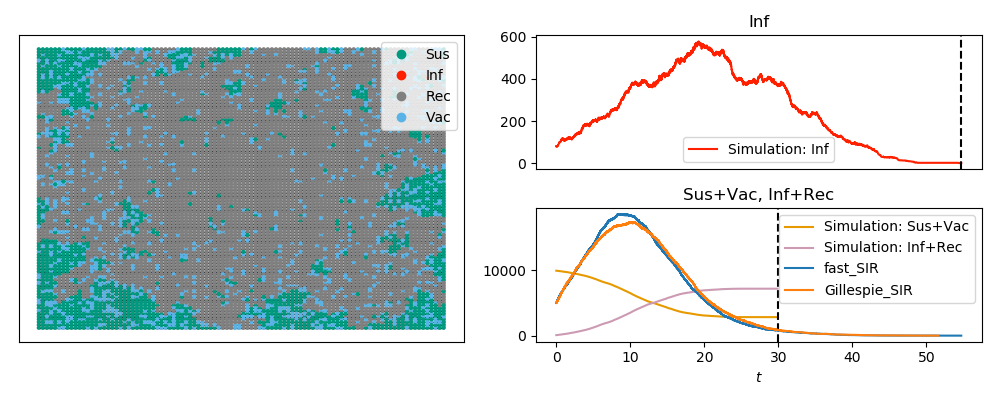 Sus
Inf
Rec
Vac
Inf
600
400
200
0
Simulation: Inf
Sus+Vac, Inf+Rec
10000
0
Simulation: Sus+Vac
Simulation: Inf+Rec
fast_SIR
Gillespie_SIR
0 10 20 30 40 50
t